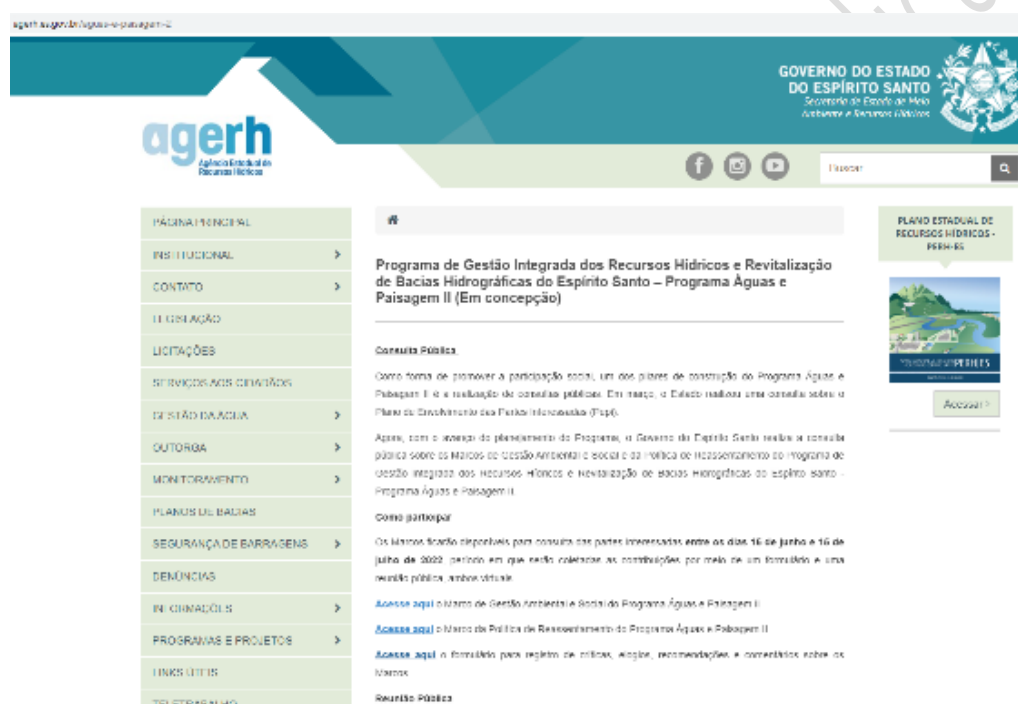 agerh.es.gov.br/aguas-e-paisagem-2
GOVERNO DO ESTADO
DO ESPÍRITO SANTO
Secretaria de Estado de Meio
Ambiente e Recursos Hídricos
agerh
Agência Estadual de
Recursos Hídricos
Buscar
PÁGINA PRINCIPAL
INSTITUCIONAL
CONTATO
LEGISLAÇÃO
LICITAÇÕES
SERVIÇOS AOS CIDADÃOS
GESTÃO DA ÁGUA
OUTORGA
MONITORAMENTO
PLANOS DE BACIAS
SEGURANÇA DE BARRAGENS
DENÚNCIAS
INFORMAÇÕES
PROGRAMAS E PROJETOS
LINKS ÚTEIS
TELETRABALHO
Programa de Gestão Integrada dos Recursos Hídricos e Revitalização
de Bacias Hidrográficas do Espírito Santo – Programa Águas e
Paisagem II (Em concepção)
Consulta Pública
Como forma de promover a participação social, um dos pilares de construção do Programa Águas e
Paisagem II é a realização de consultas públicas. Em março, o Estado realizou uma consulta sobre o
Plano de Envolvimento das Partes Interessadas (Pepi).
Agora, com o avanço do planejamento do Programa, o Governo do Espírito Santo realiza a consulta
pública sobre os Marcos de Gestão Ambiental e Social e da Política de Reassentamento do Programa de
Gestão Integrada dos Recursos Hídricos e Revitalização de Bacias Hidrográficas do Espírito Santo -
Programa Águas e Paisagem II.
Como participar
Os Marcos ficarão disponíveis para consulta das partes interessadas entre os dias 16 de junho e 16 de
julho de 2022, período em que serão coletadas as contribuições por meio de um formulário e uma
reunião pública, ambos virtuais.
Acesse aqui o Marco de Gestão Ambiental e Social do Programa Águas e Paisagem II
Acesse aqui o Marco da Política de Reassentamento do Programa Águas e Paisagem II
Acesse aqui o formulário para registro de críticas, elogios, recomendações e comentários sobre os
Marcos
Reunião Pública
PLANO ESTADUAL DE
RECURSOS HÍDRICOS -
PERH-ES
PERH/ES
Acessar >